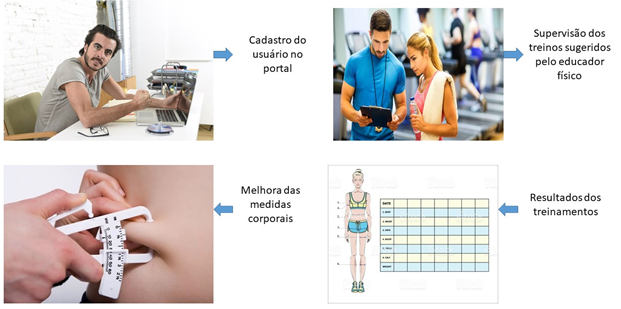 Cadastro do
usuário no
portal
Supervisão dos
treinos sugeridos
pelo educador
físico
Melhora das
medidas
corporais
DATE
Resultados dos
treinamentos